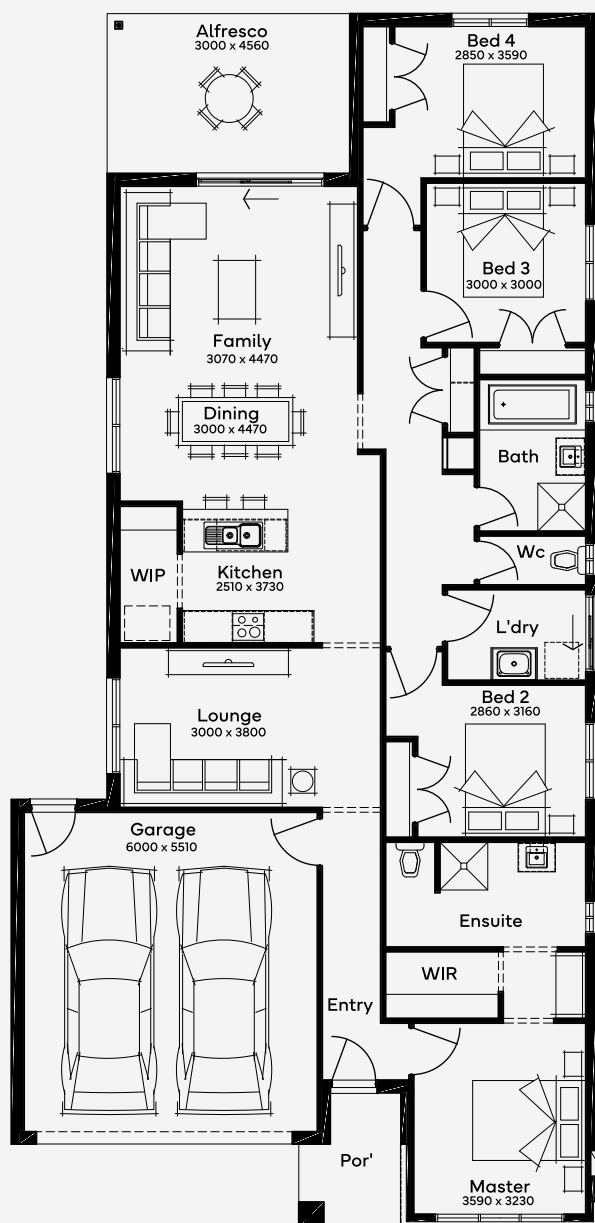 Alfresco
3000 x 4560
Bed 4
2850 x 3590
Bed 3
3000 x 3000
Family
3070 x 4470
Dining
3000 x 4470
Bath
Wc
WIP
Kitchen
2510 x 3730
L'dry
Bed 2
2860 x 3160
Lounge
3000 x 3800
Garage
6000 x 5510
Ensuite
WIR
Entry
Por'
Master
3590 x 3230